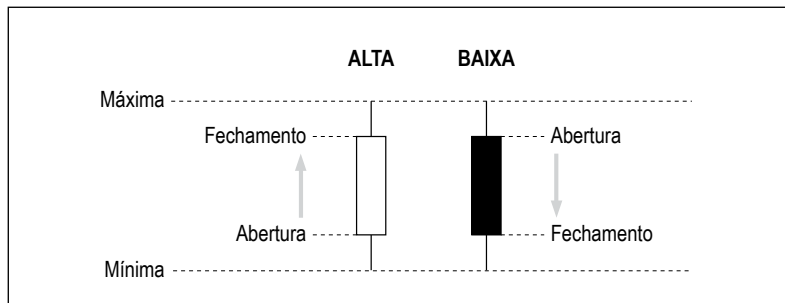 ALTA BAIXA
Máxima
Fechamento Abertura
Abertura Fechamento
Mínima